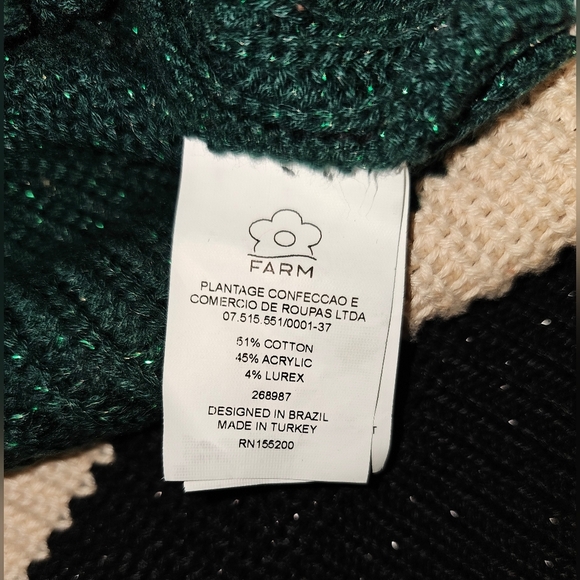 FARM
PLANTAGE CONFECCAO E
COMERCIO DE ROUPAS LTDA
07.515.551/0001-37
51% COTTON
45% ACRYLIC
4% LUREX
268987
DESIGNED IN BRAZIL
MADE IN TURKEY
RN155200